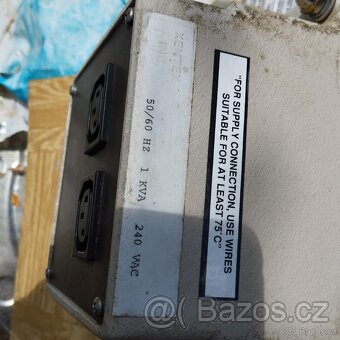 50/60 HZ 1 KVA 240 VAC
"FOR SUPPLY CONNECTION, USE WIRES
SUITABLE FOR AT LEAST 75°C"
Bazos.cz